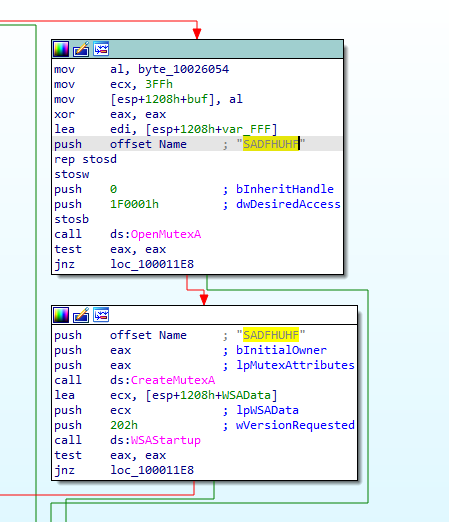 mov al, byte_10026054
mov ecx, 3FFh
mov [esp+1208h+buf], al
xor eax, eax
lea edi, [esp+1208h+var_FFF]
push offset Name ; "SADFHUHF"
rep stosd
stosw
push 0 ; bInheritHandle
push 1F0001h ; dwDesiredAccess
stosb
call ds:OpenMutexA
test eax, eax
jnz loc_100011E8
push offset Name ; "SADFHUHF"
push eax ; bInitialOwner
push eax ; lpMutexAttributes
call ds:CreateMutexA
lea ecx, [esp+1208h+WSAData]
push ecx ; lpWSAData
push 202h ; wVersionRequested
call ds:WSAStartup
test eax, eax
jnz loc_100011E8